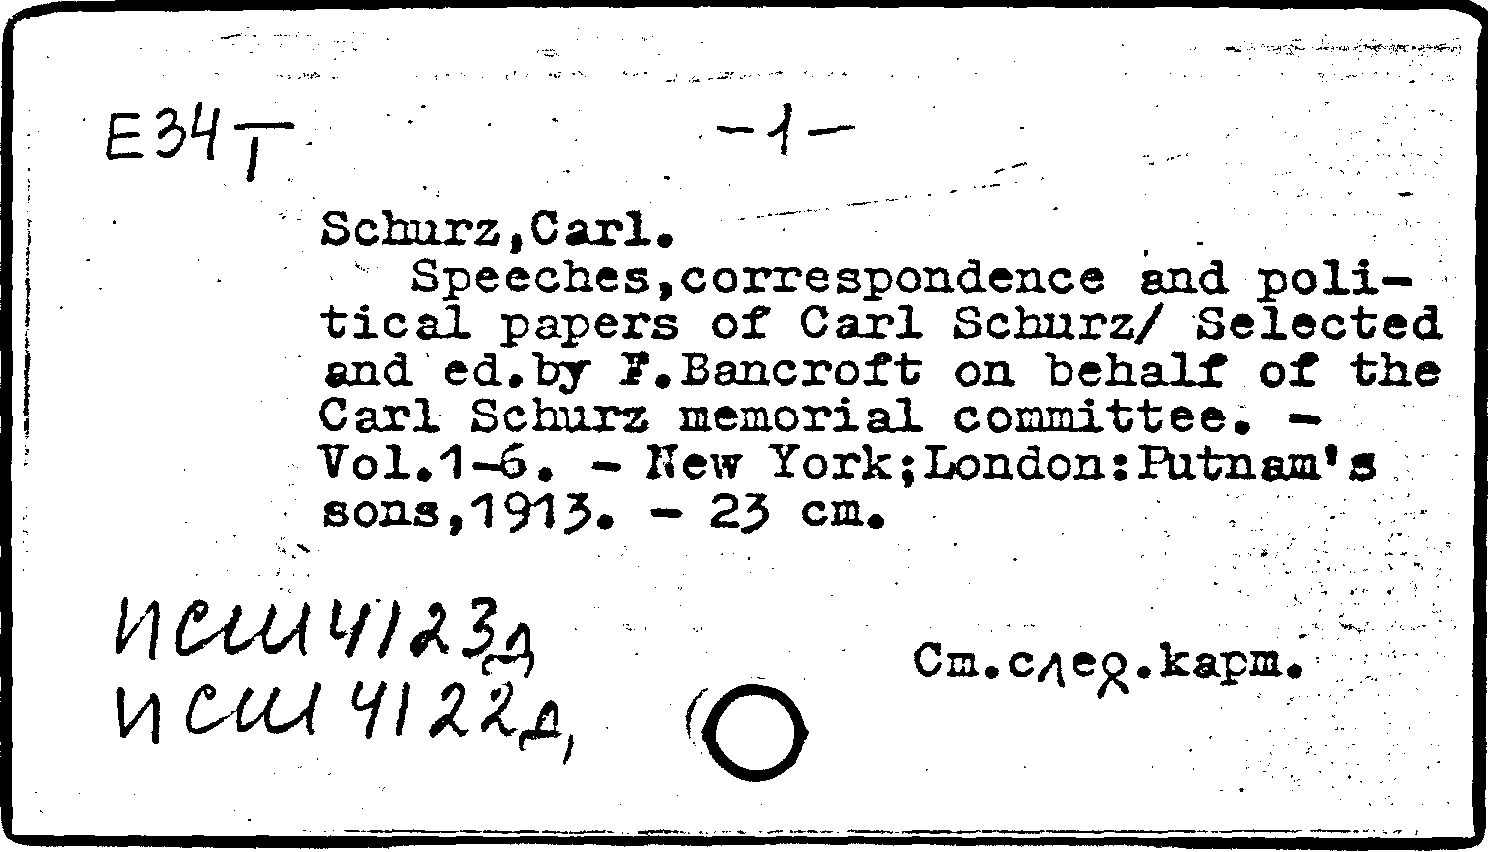 E34 T/I
-1-
Schurz,Carl.
Speeches,correspondence and poli-
tical papers of Carl Schurz/ Selected
and ed.by F.Bancroft on behalf of the
Carl Schurz memorial committee. -
Vol.1-6. - New York;London:Putnam's
sons,1913. - 23 cm.
ИСШ4123д
ИСШ4122д,
Ст.след.карт.